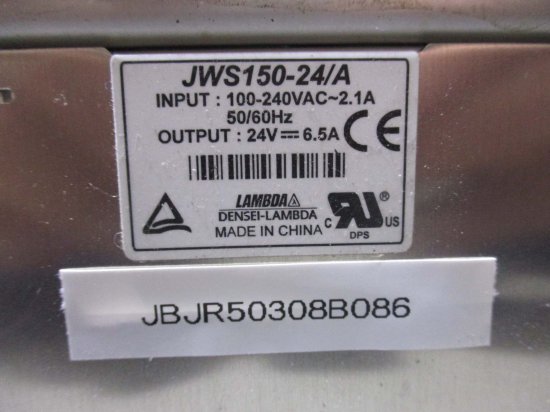 JWS150-24/A
INPUT : 100-240VAC~2.1A
50/60Hz
OUTPUT : 24V⎓6.5A
CE
LAMBDA
DENSEI-LAMBDA
MADE IN CHINA
c RU ® US
DPS
JBJR50308B086